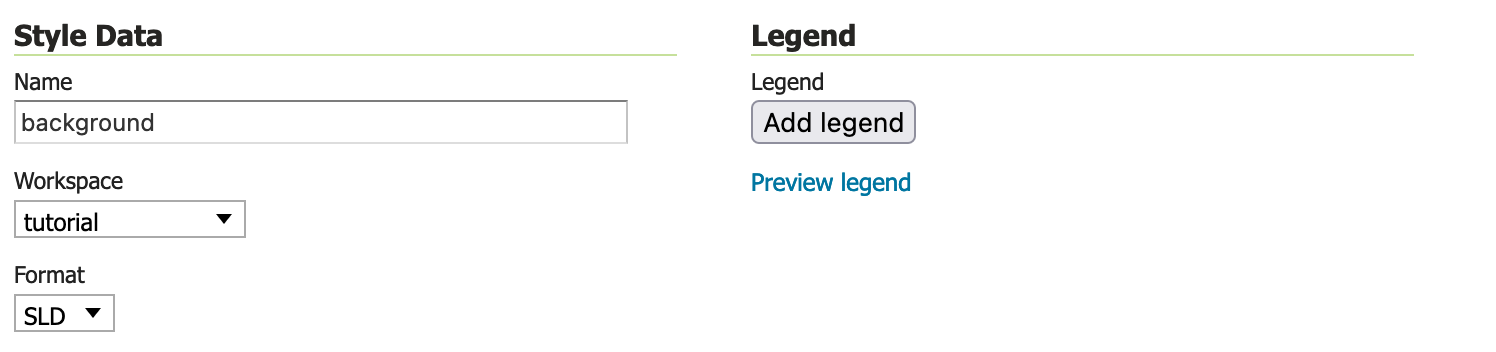 Style Data
Name
background
Workspace
tutorial
Format
SLD
Legend
Legend
Add legend
Preview legend